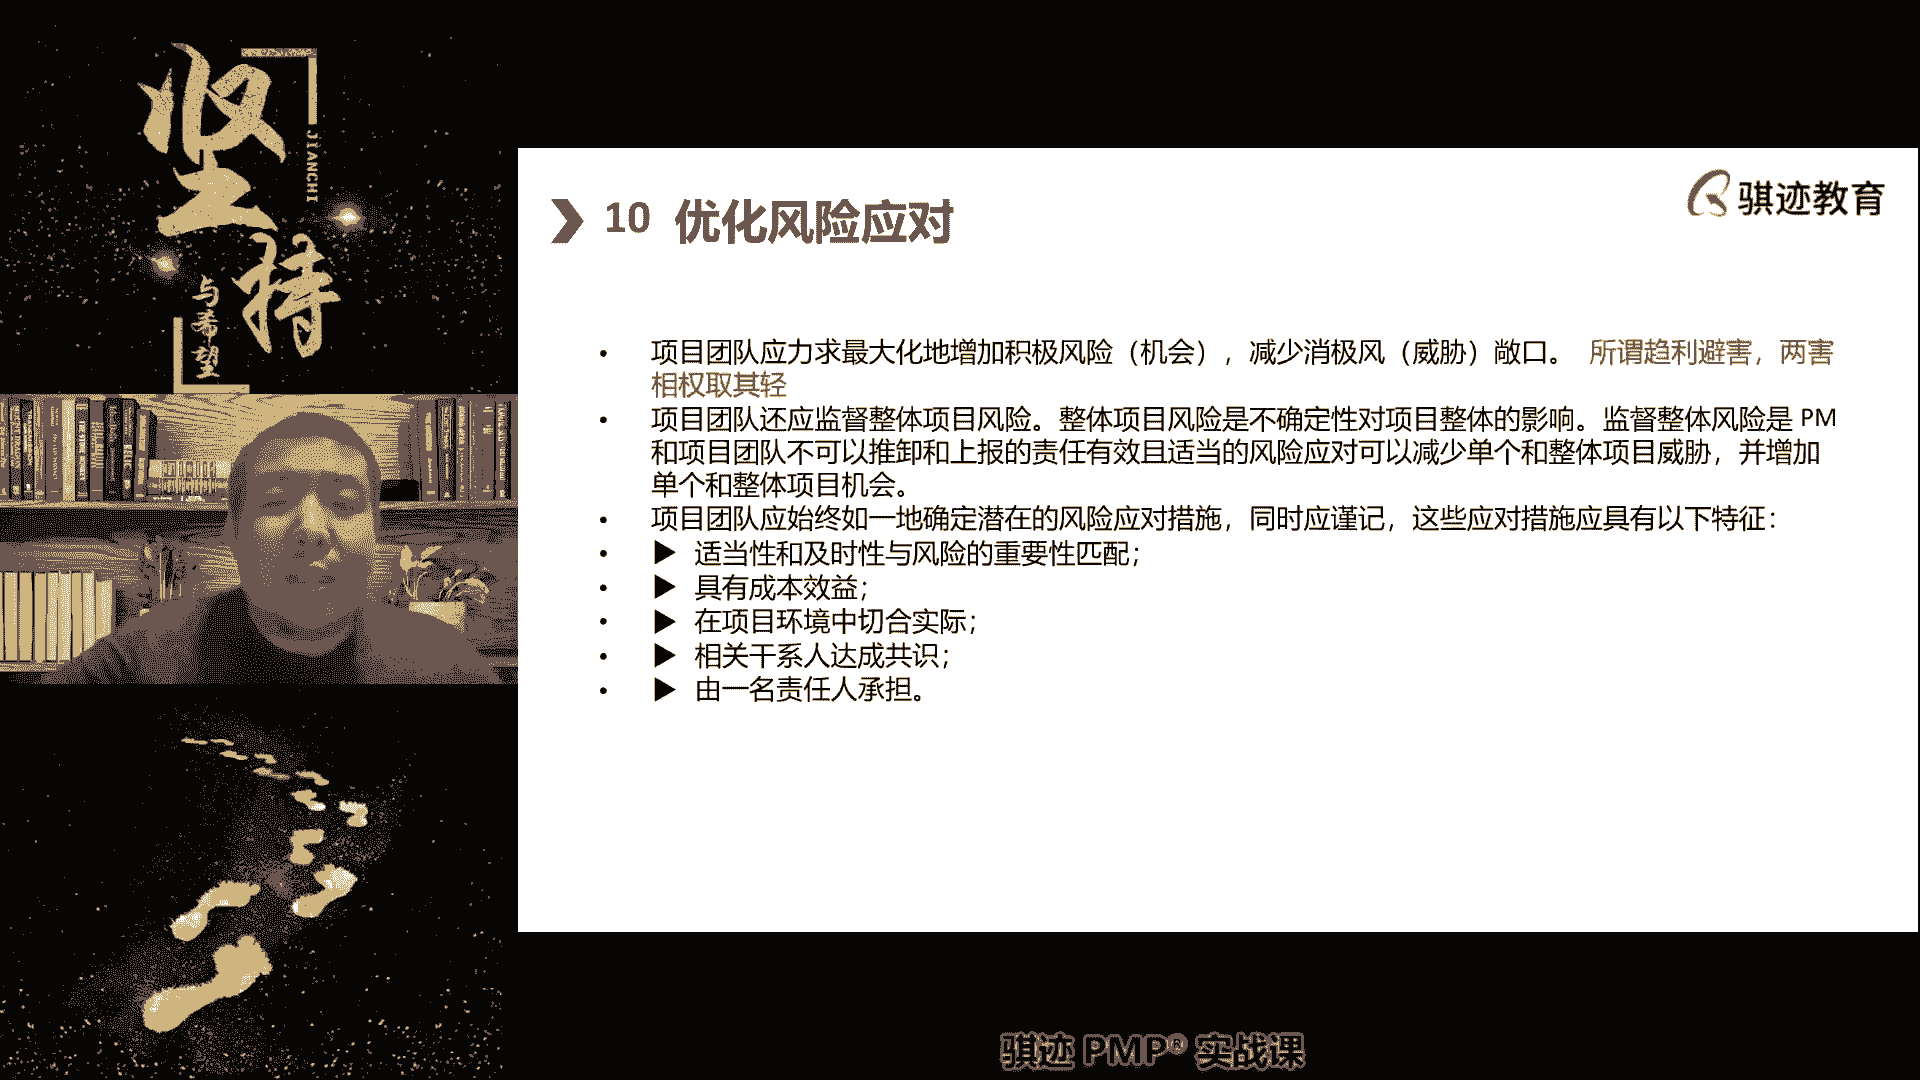 坚持
JIANCHI
与希望
骐迹教育
10 优化风险应对
• 项目团队应力求最大化地增加积极风险（机会），减少消极风（威胁）敞口。 所谓趋利避害，两害
相权取其轻
• 项目团队还应监督整体项目风险。整体项目风险是不确定性对项目整体的影响。监督整体风险是 PM
和项目团队不可以推卸和上报的责任有效且适当的风险应对可以减少单个和整体项目威胁，并增加
单个和整体项目机会。
• 项目团队应始终如一地确定潜在的风险应对措施，同时应谨记，这些应对措施应具有以下特征：
• ▶ 适当性和及时性与风险的重要性匹配；
• ▶ 具有成本效益；
• ▶ 在项目环境中切合实际；
• ▶ 相关干系人达成共识；
• ▶ 由一名责任人承担。
骐迹 PMP® 实战课